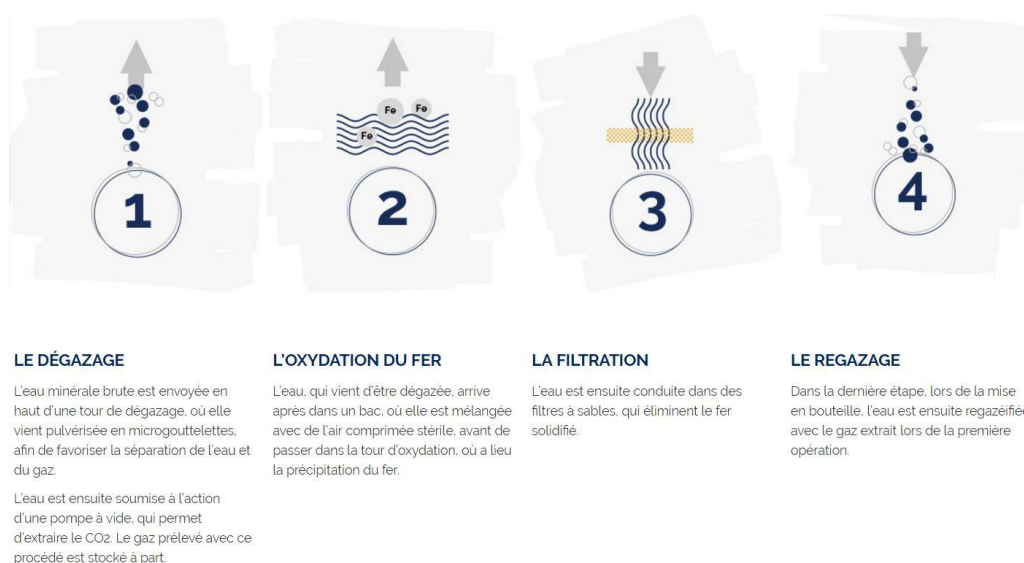 1
Fe
Fe
Fe
2
3
4
LE DÉGAZAGE
L'eau minérale brute est envoyée en
haut d'une tour de dégazage, où elle
vient pulvérisée en microgouttelettes,
afin de favoriser la séparation de l'eau et
du gaz.
L'eau est ensuite soumise à l'action
d'une pompe à vide, qui permet
d'extraire le CO2. Le gaz prélevé avec ce
procédé est stocké à part.
L'OXYDATION DU FER
L'eau, qui vient d'être dégazée, arrive
après dans un bac, où elle est mélangée
avec de l'air comprimée stérile, avant de
passer dans la tour d'oxydation, où a lieu
la précipitation du fer.
LA FILTRATION
L'eau est ensuite conduite dans des
filtres à sables, qui éliminent le fer
solidifié.
LE REGAZAGE
Dans la dernière étape, lors de la mise
en bouteille, l'eau est ensuite regazéifiée
avec le gaz extrait lors de la première
opération.